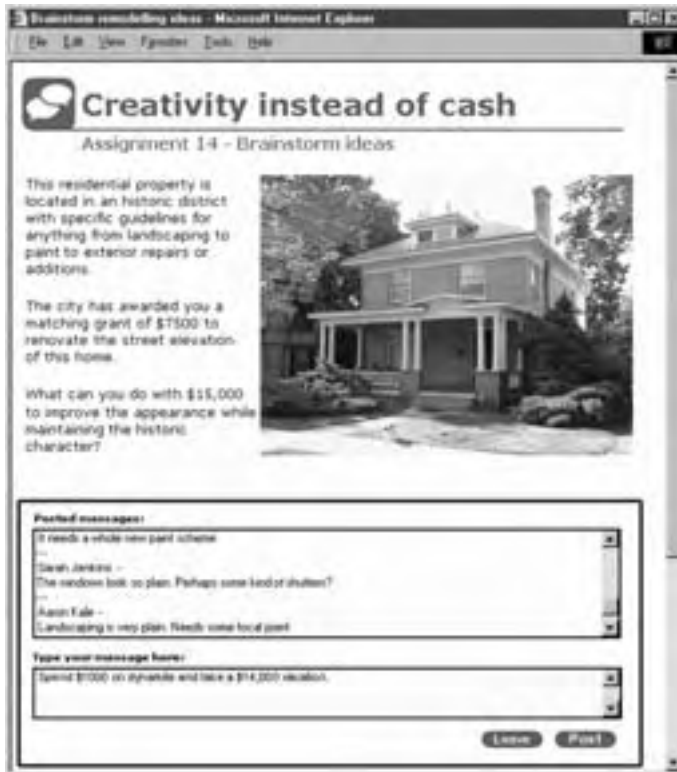 Brainstorm remodelling ideas - Microsoft Internet Explorer
File Edit View Favorites Tools Help
Creativity instead of cash
Assignment 14 - Brainstorm ideas
This residential property is
located in an historic district
with specific guidelines for
anything from landscaping to
paint to exterior repairs or
additions.
The city has awarded you a
matching grant of $7500 to
renovate the street elevation
of this home.
What can you do with $15,000
to improve the appearance while
maintaining the historic
character?
Posted messages:
It needs a whole new paint scheme
---
Sarah Jenkins -
The windows look so plain. Perhaps some kind of shutters?
---
Aaron Kale -
Landscaping is very plain. Needs some focal point
Type your message here:
Spend $1000 on dynamite and take a $14,000 vacation.
Leave Post